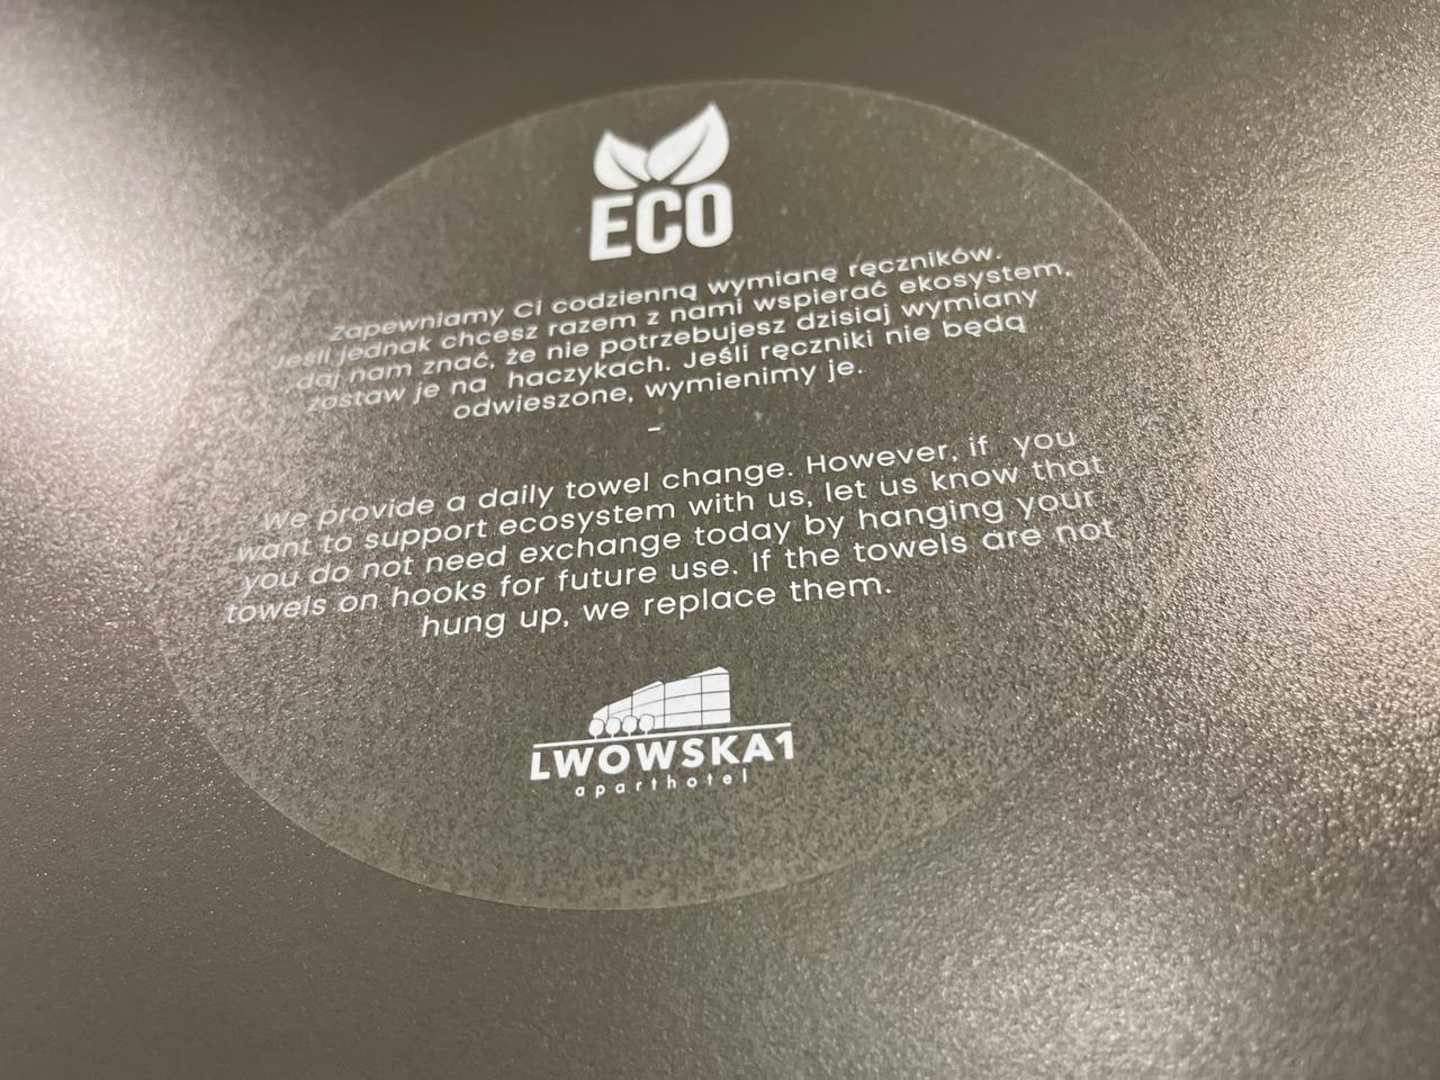 ECO
Zapewniamy Ci codzienną wymianę ręczników.
Jeśli jednak chcesz razem z nami wspierać ekosystem,
daj nam znać, że nie potrzebujesz dzisiaj wymiany
zostaw je na haczykach. Jeśli ręczniki nie będą
odwieszone, wymienimy je.
-
We provide a daily towel change. However, if you
want to support ecosystem with us, let us know that
you do not need exchange today by hanging your
towels on hooks for future use. If the towels are not
hung up, we replace them.
LWOWSKA1
aparthotel